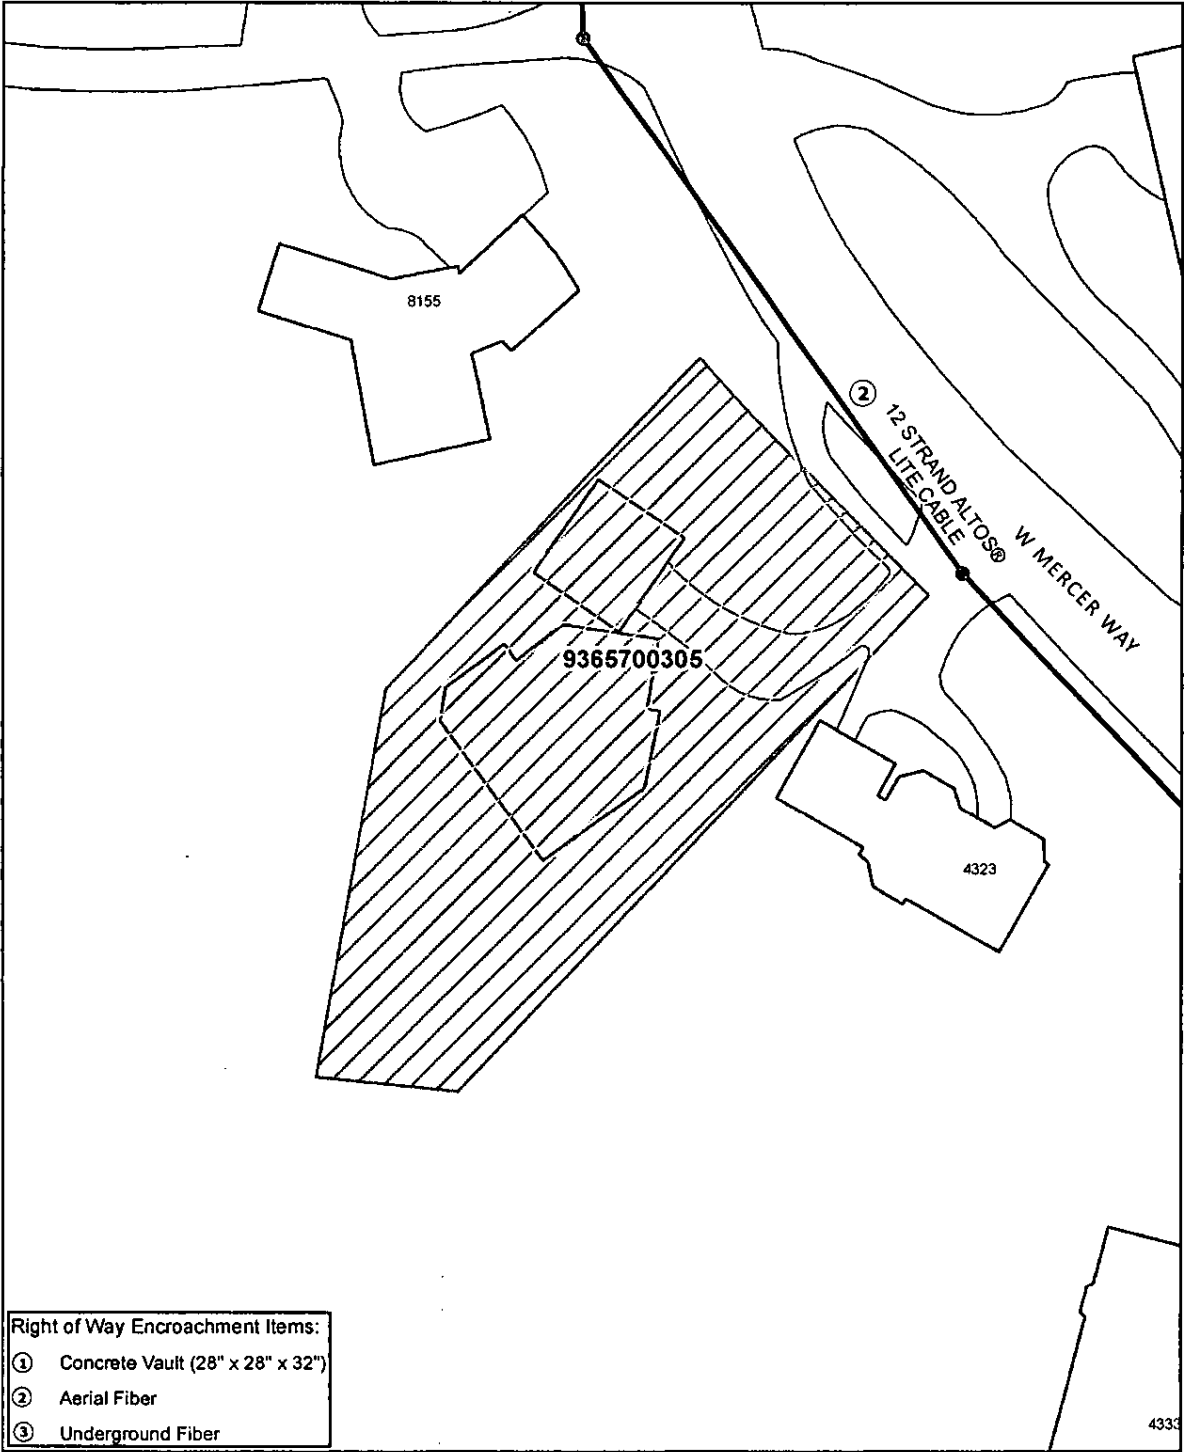 8155
②
12 STRAND ALTOS®
LITE CABLE
W MERCER WAY
9365700305
4323
Right of Way Encroachment Items:
① Concrete Vault (28" x 28" x 32")
② Aerial Fiber
③ Underground Fiber
4333